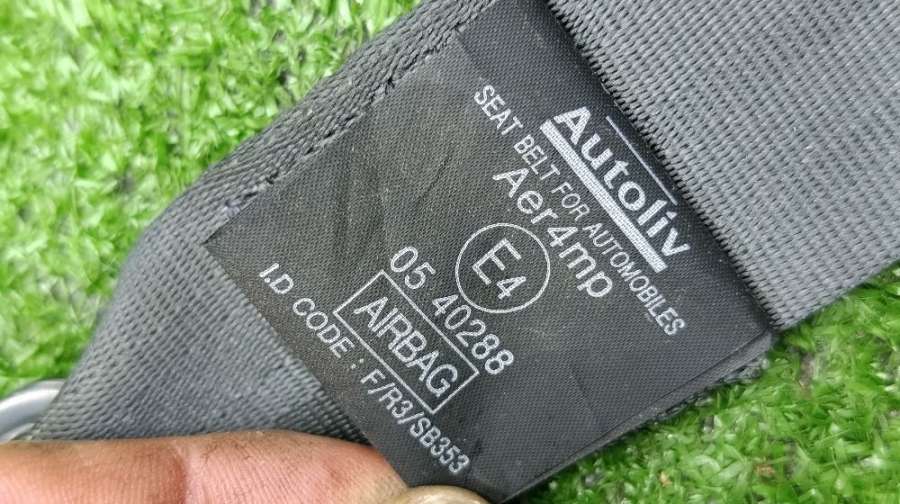 Autoliv
SEAT BELT FOR AUTOMOBILES
Aer4mp
E4
05 40288
AIRBAG
I.D CODE : F/R3/SB353